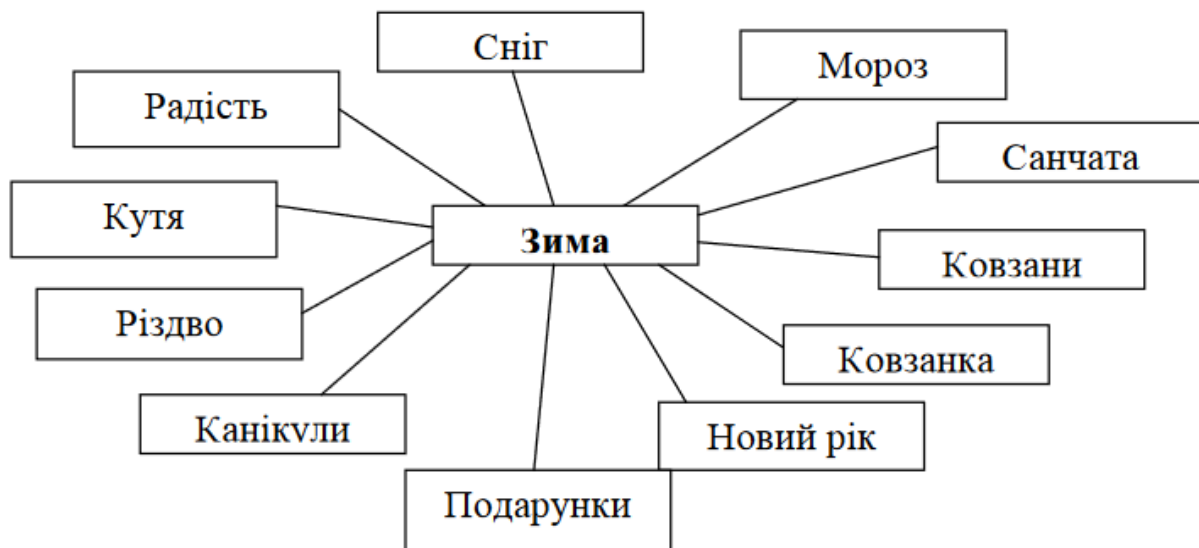 Сніг
Мороз
Радість
Санчата
Кутя
Зима
Ковзани
Різдво
Ковзанка
Канікули
Новий рік
Подарунки